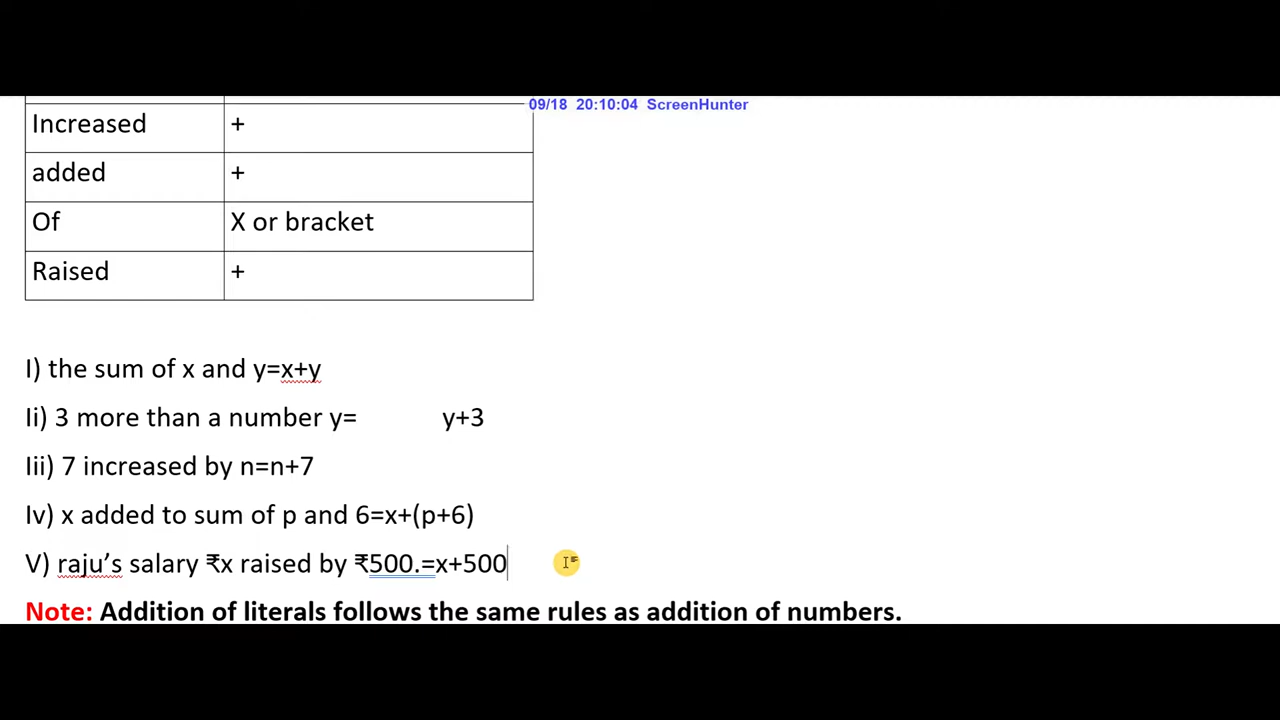 09/18 20:10:04 ScreenHunter
Increased +
added +
Of X or bracket
Raised +
I) the sum of x and y=x+y
Ii) 3 more than a number y= y+3
Iii) 7 increased by n=n+7
Iv) x added to sum of p and 6=x+(p+6)
V) raju’s salary ₹x raised by ₹500.=x+500
Note: Addition of literals follows the same rules as addition of numbers.